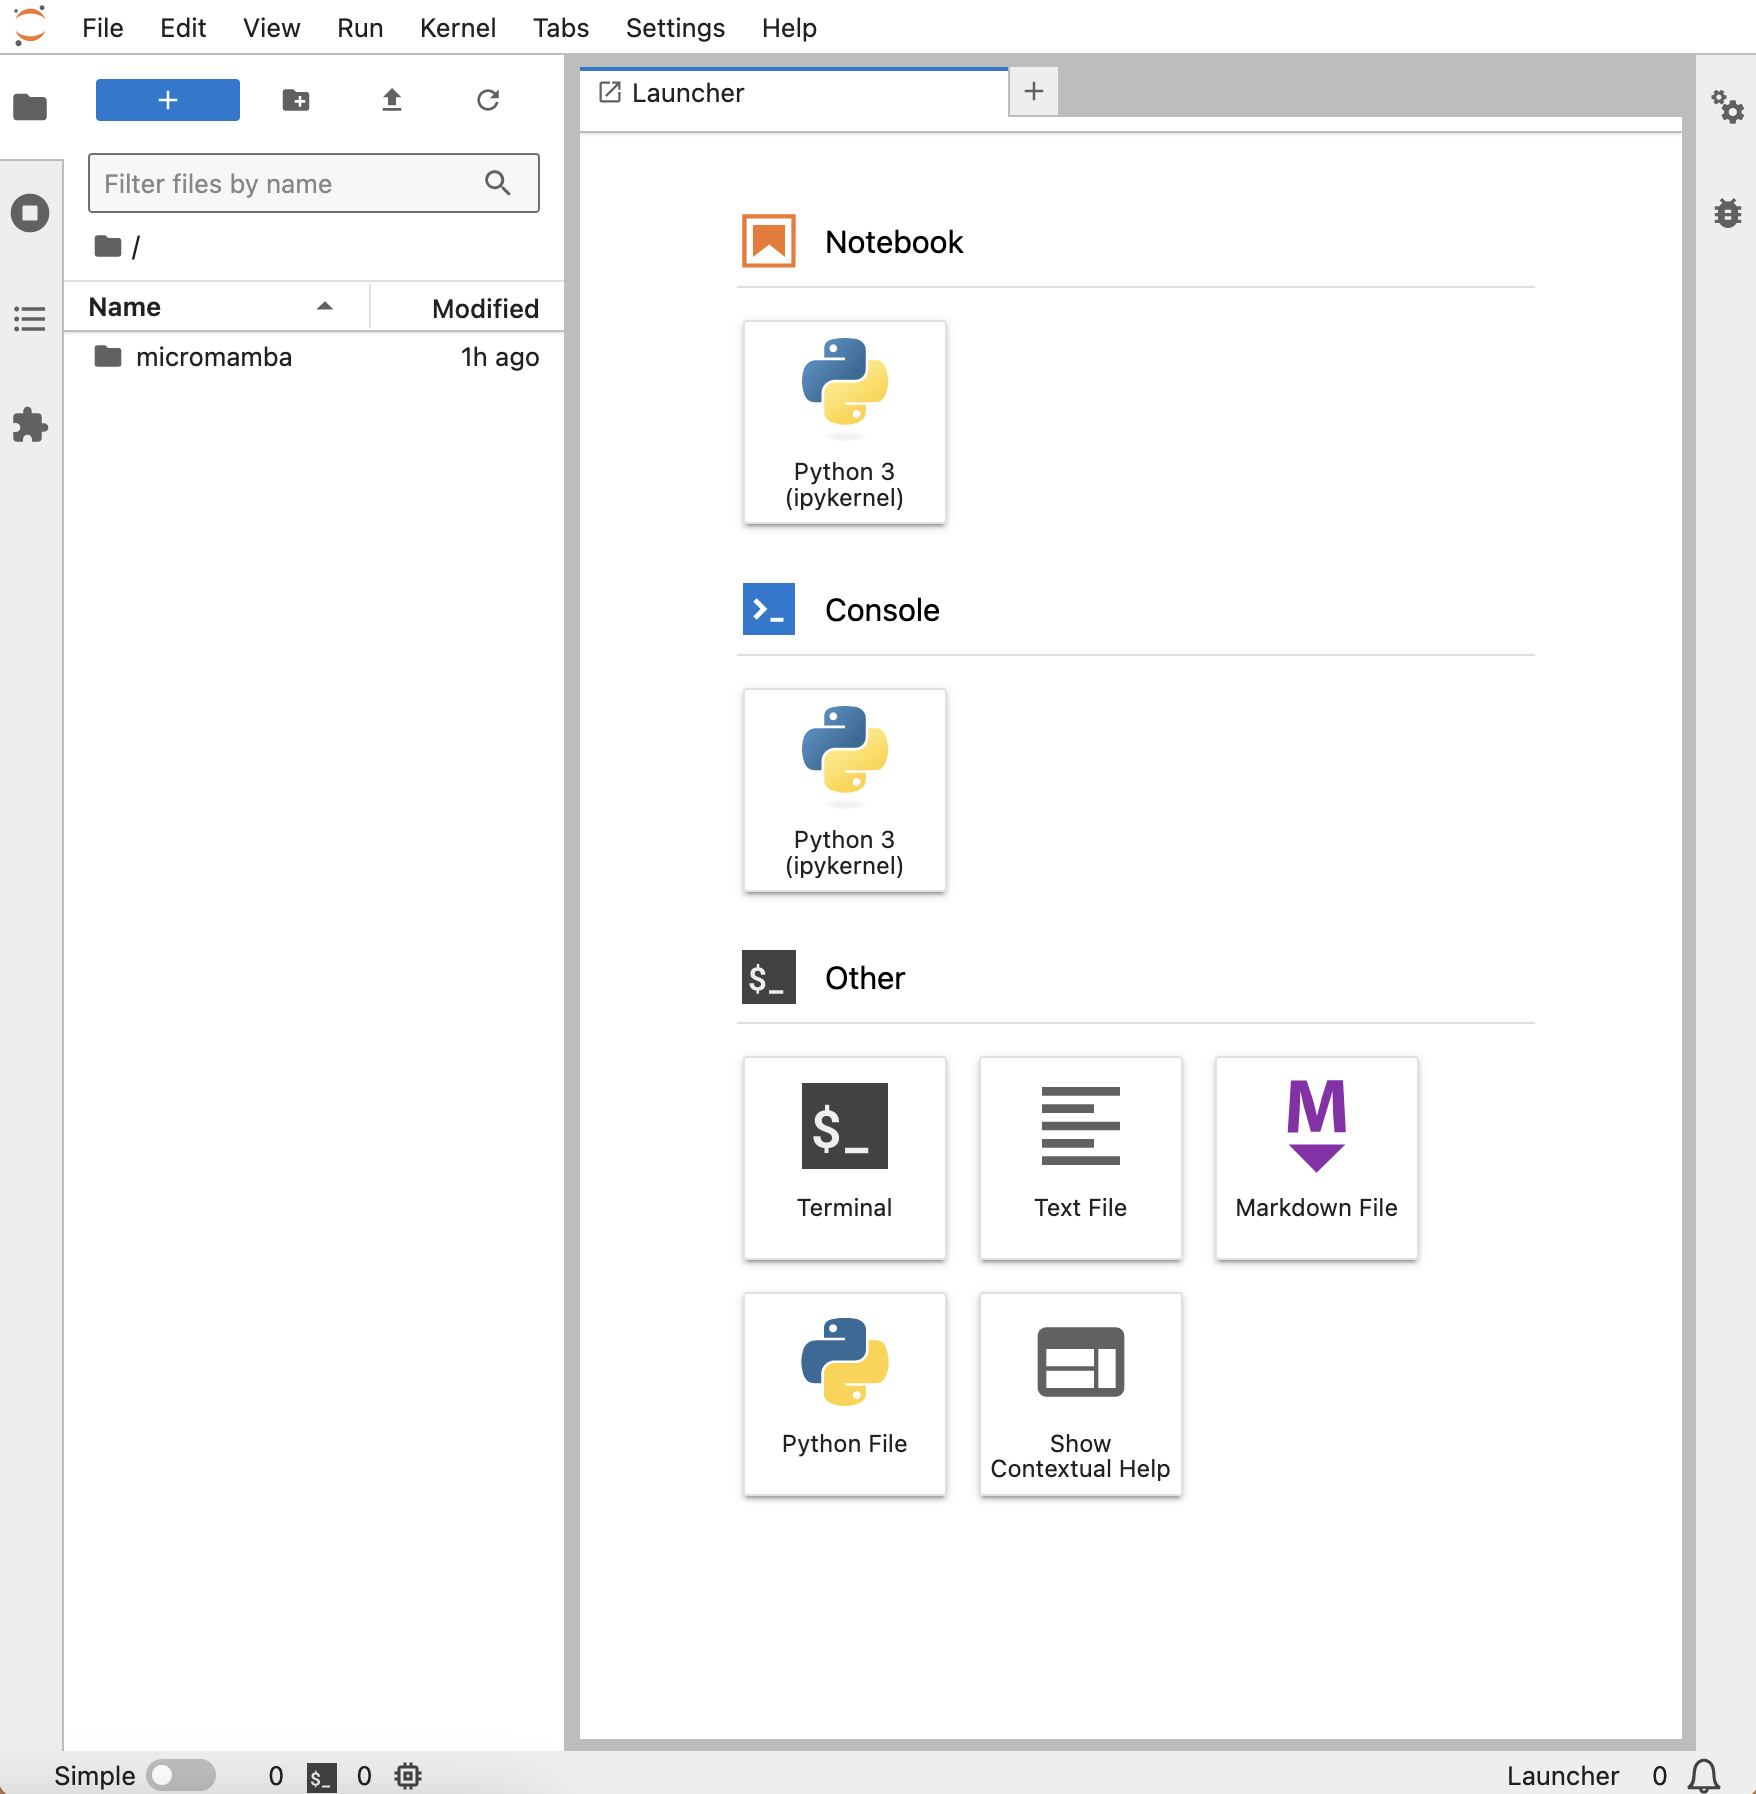 File Edit View Run Kernel Tabs Settings Help
Launcher
Filter files by name
/
Name Modified
micromamba 1h ago
Notebook
Python 3
(ipykernel)
Console
Python 3
(ipykernel)
$_ Other
$_
Terminal
Text File
M
Markdown File
Python File
Show
Contextual Help
Simple 0 $_ 0 Launcher 0